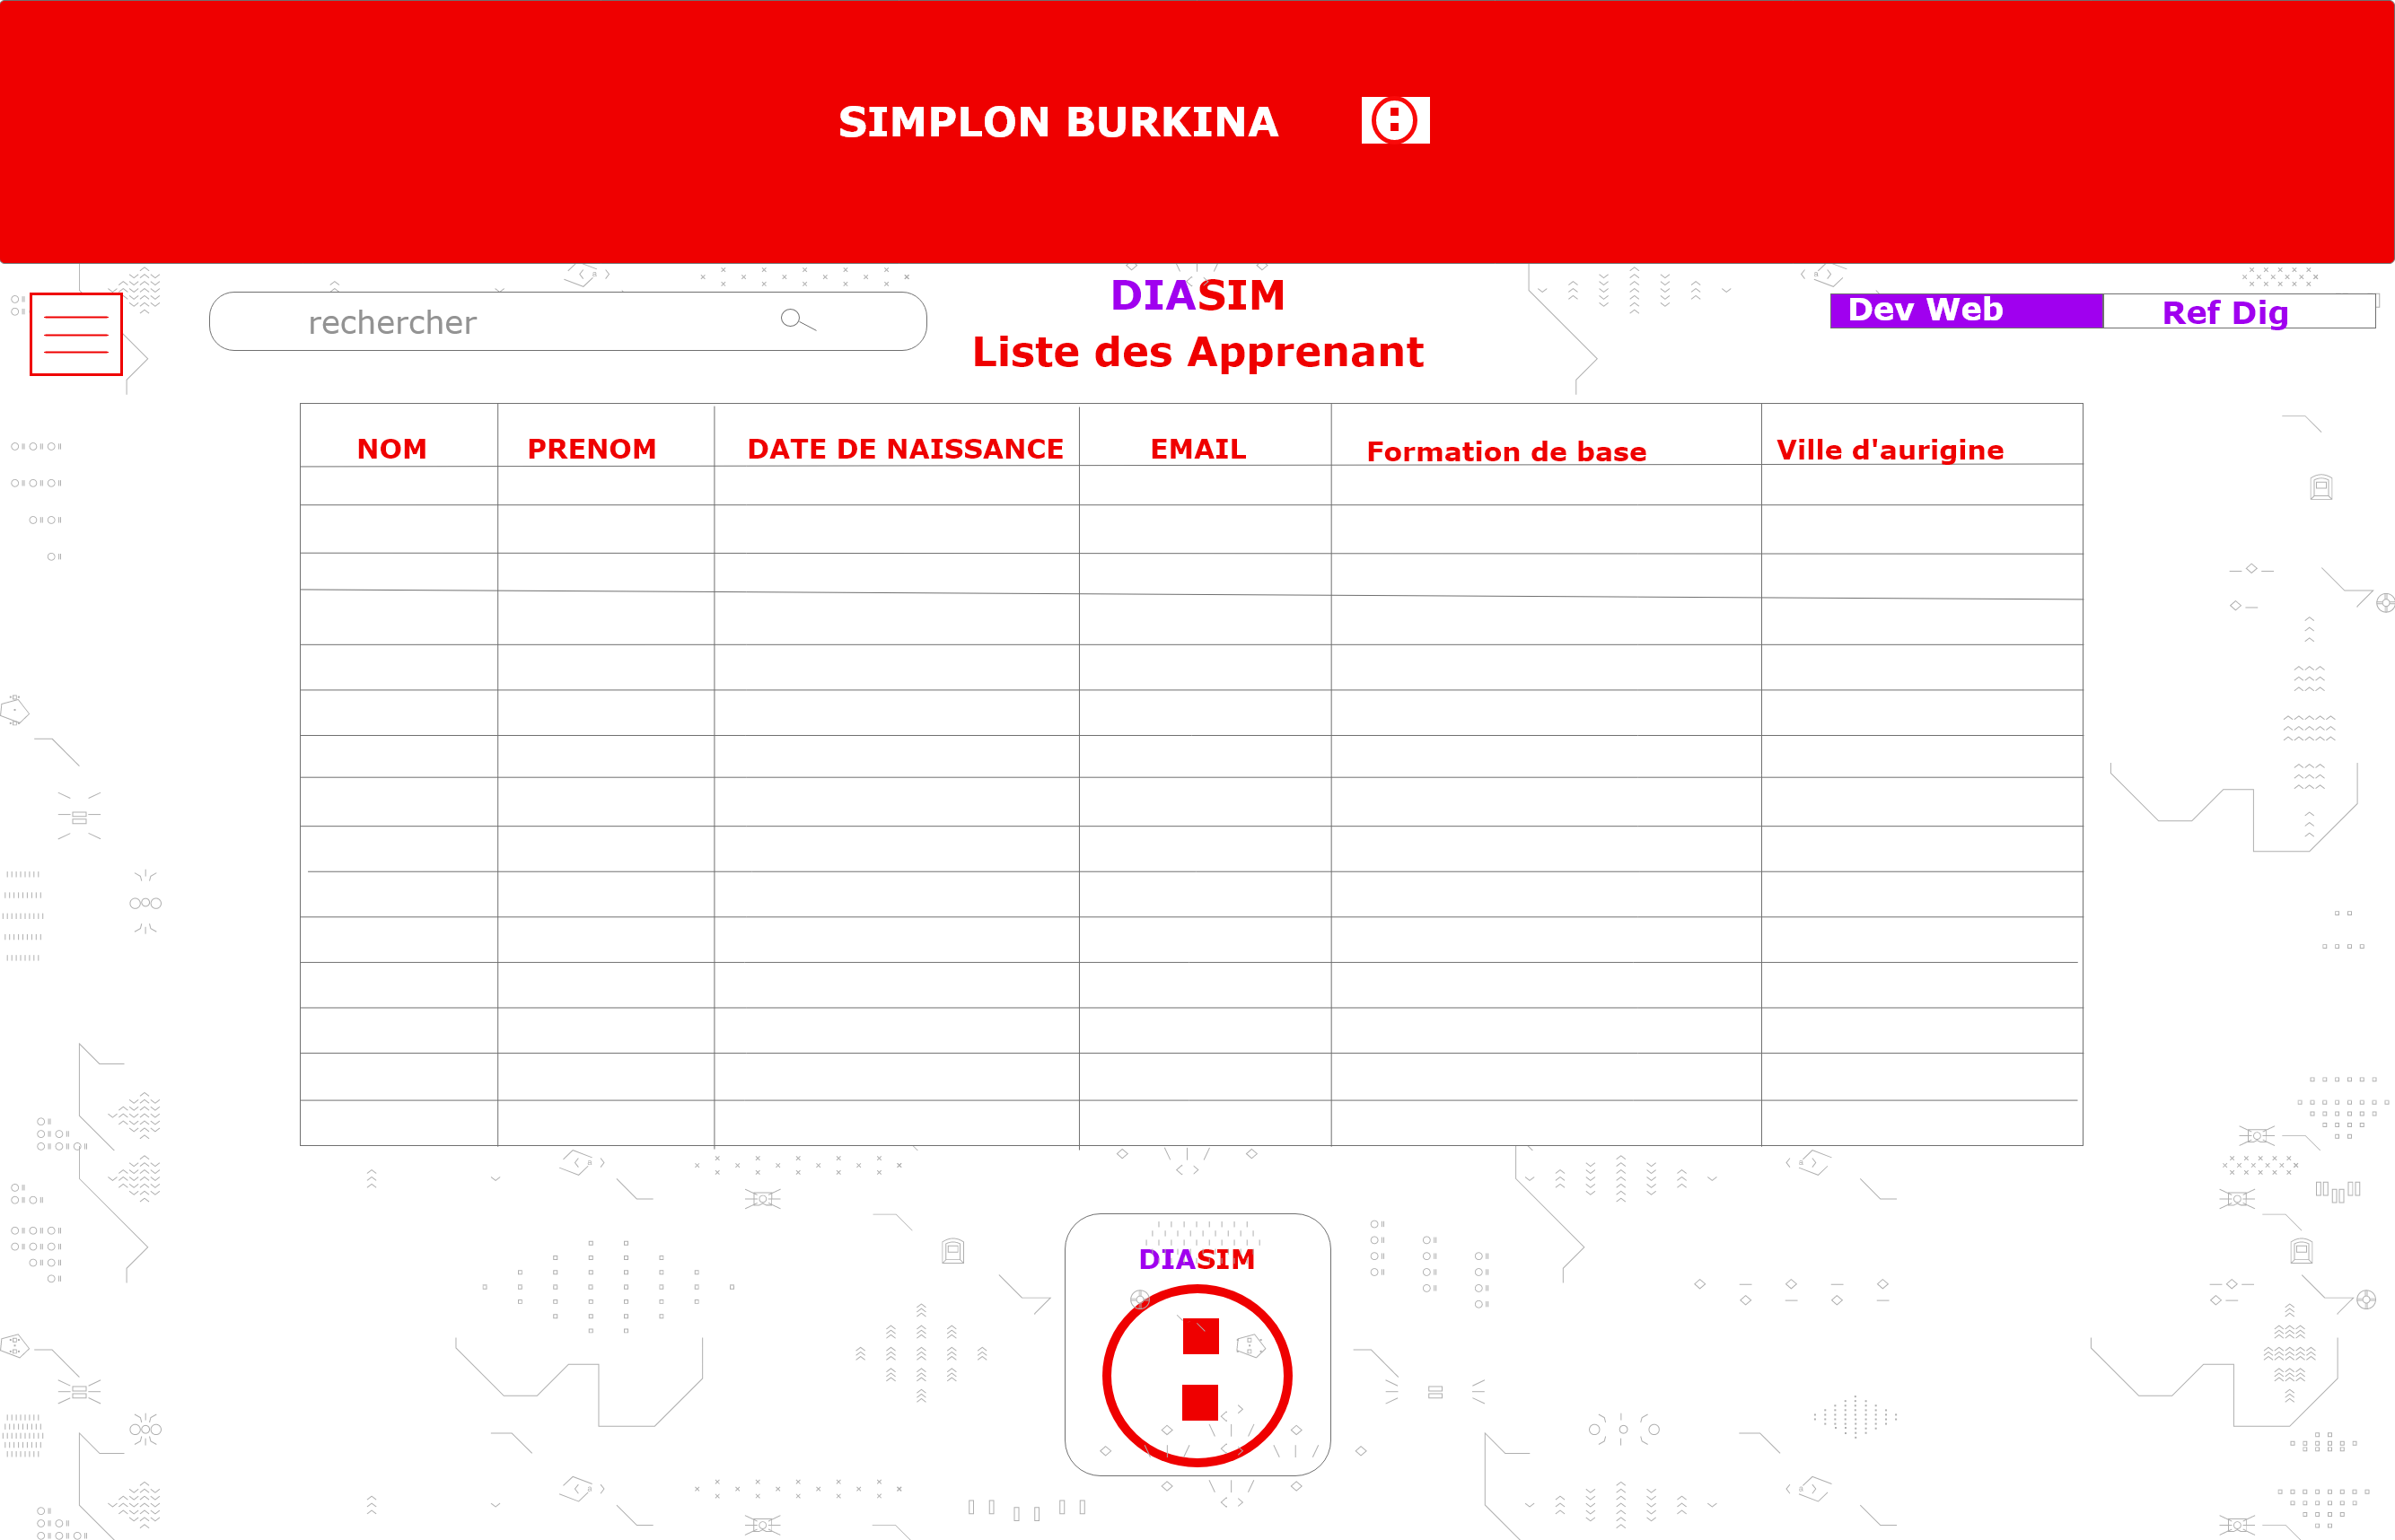 SIMPLON BURKINA
DIASIM
rechercher
Dev Web
Ref Dig
Liste des Apprenant
NOM
PRENOM
DATE DE NAISSANCE
EMAIL
Formation de base
Ville d'aurigine
DIASIM